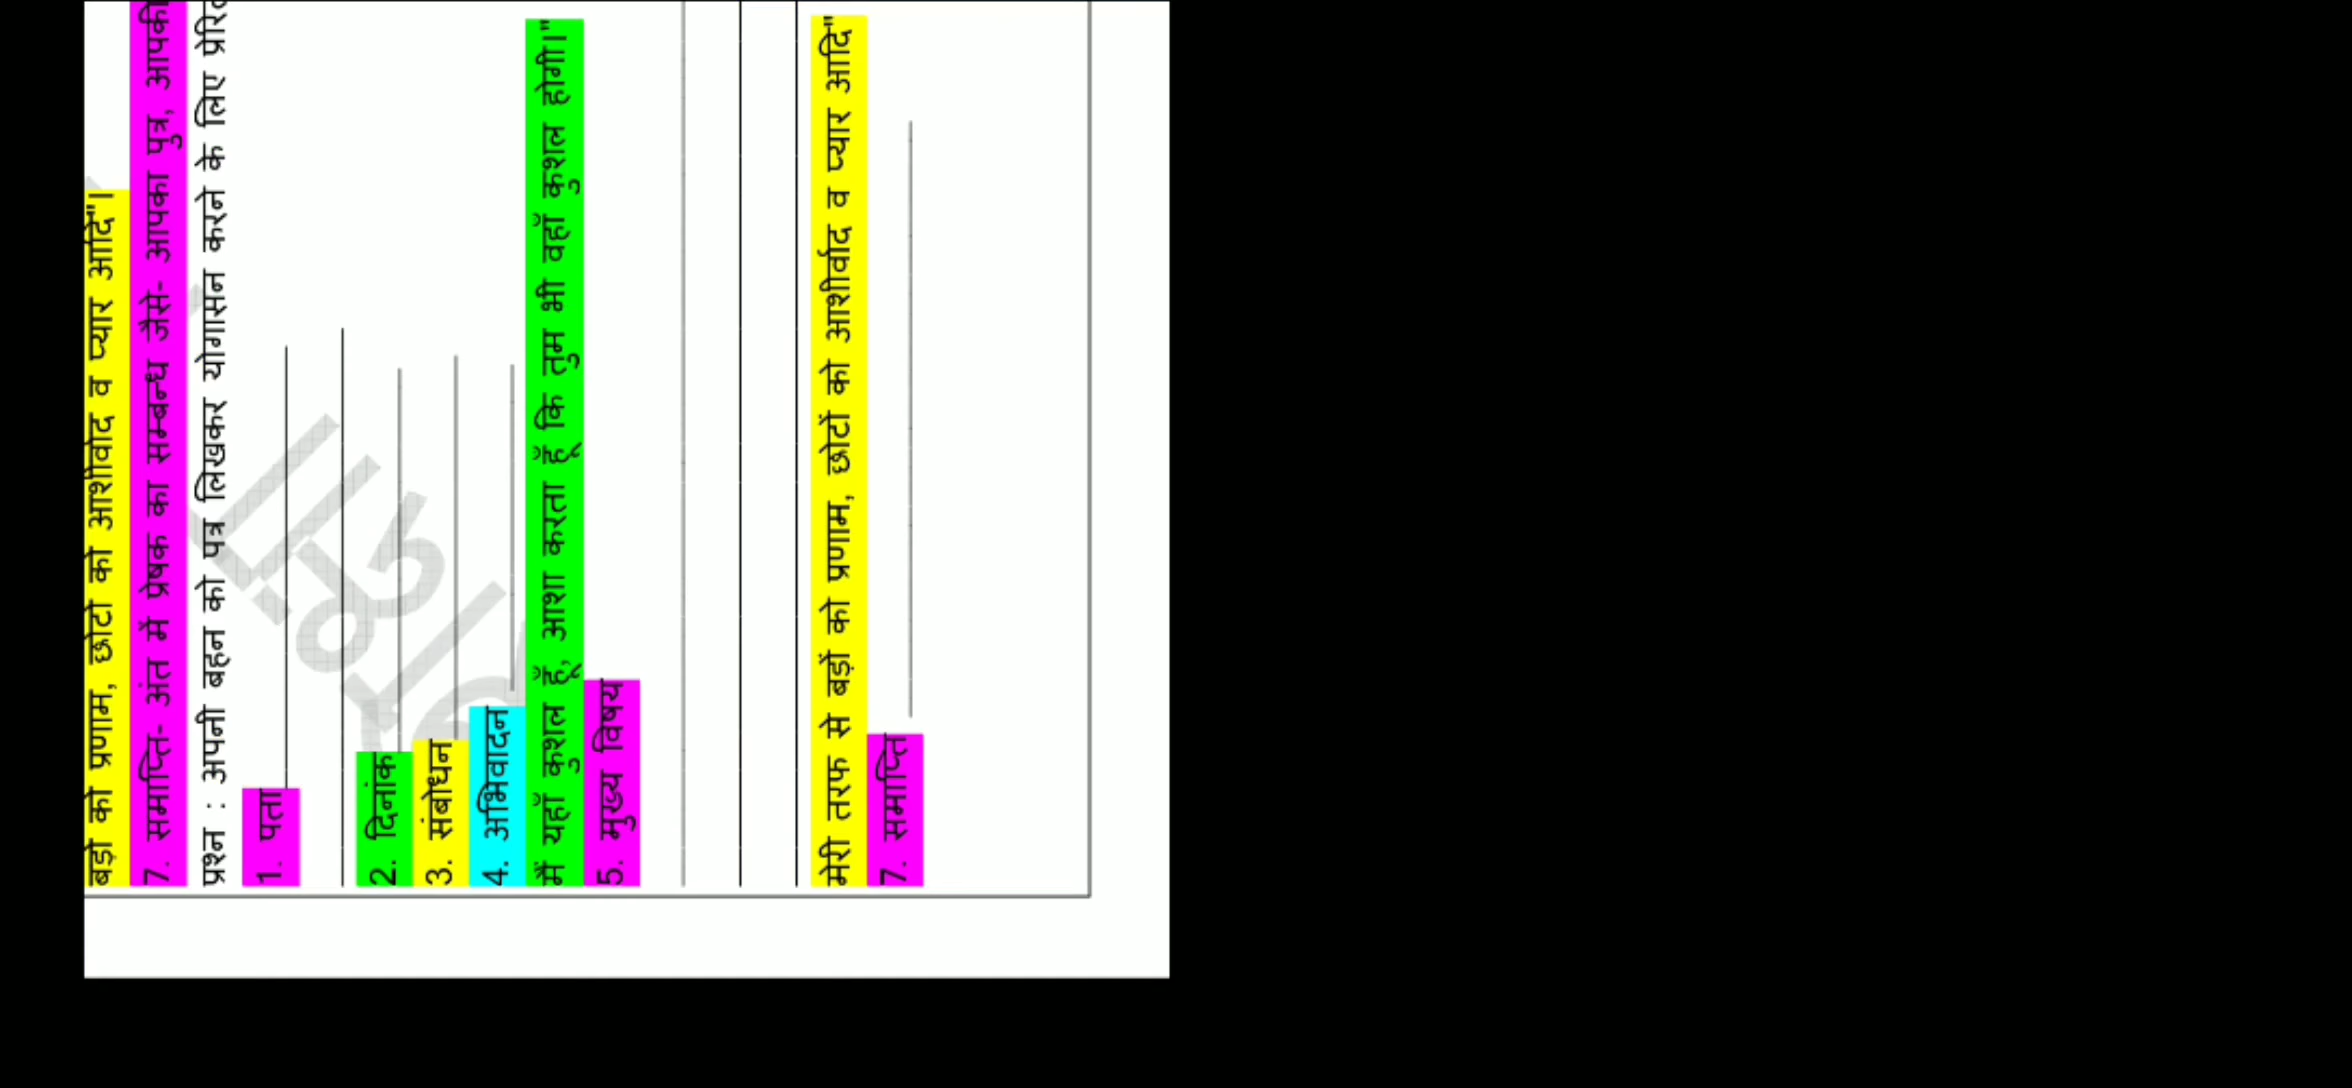 बड़ों को प्रणाम, छोटों को आशीर्वाद व प्यार आदि"।
7. समाप्ति- अंत में प्रेषक का सम्बन्ध जैसे- आपका पुत्र, आपकी
प्रश्न : अपनी बहन को पत्र लिखकर योगासन करने के लिए
1. पता
2. दिनांक
3. संबोधन
4. अभिवादन
मैं यहाँ कुशल हूँ, आशा करता हूँ कि तुम भी वहाँ कुशल होगी।"
5. मुख्य विषय
मेरी तरफ से बड़ों को प्रणाम, छोटों को आशीर्वाद व प्यार आदि"
7. समाप्ति